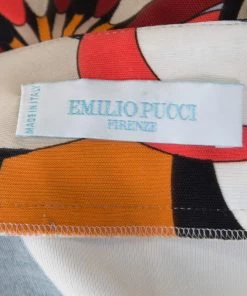 MADE IN ITALY
EMILIO PUCCI
FIRENZE